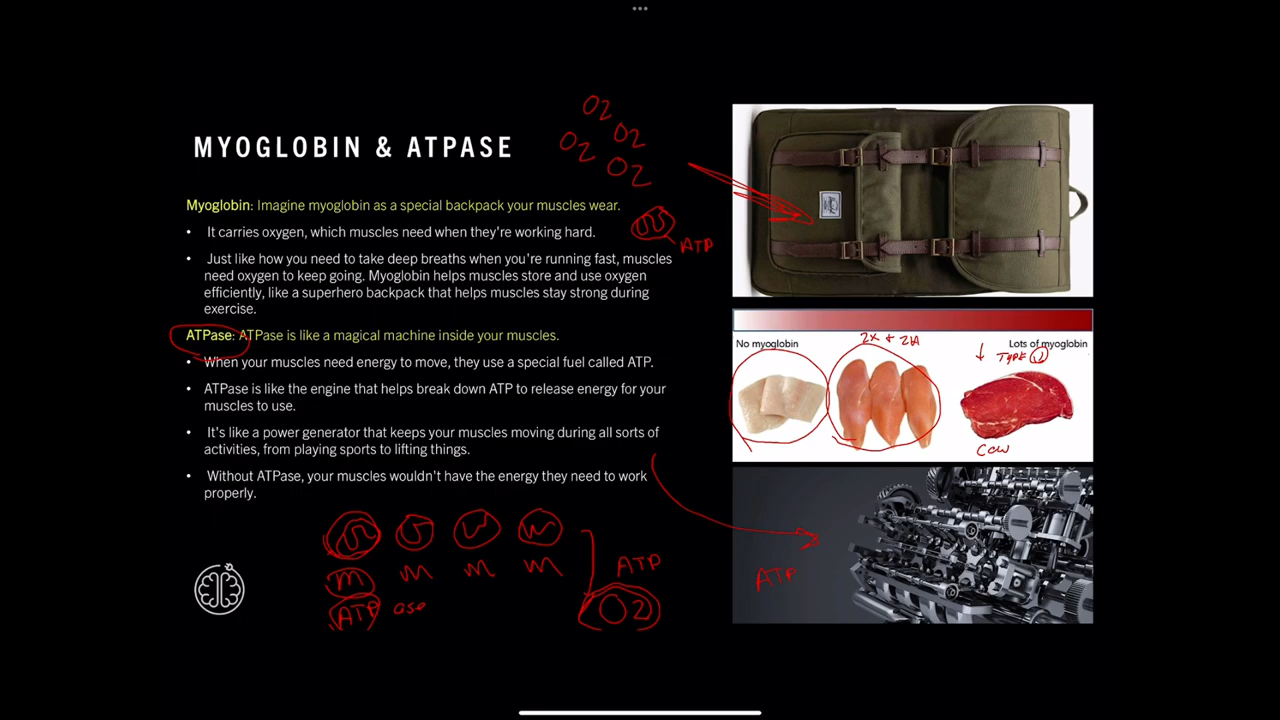 MYOGLOBIN & ATPASE
Myoglobin: Imagine myoglobin as a special backpack your muscles wear.
• It carries oxygen, which muscles need when they're working hard.
• Just like how you need to take deep breaths when you're running fast, muscles
need oxygen to keep going. Myoglobin helps muscles store and use oxygen
efficiently, like a superhero backpack that helps muscles stay strong during
exercise.
ATPase: ATPase is like a magical machine inside your muscles.
• When your muscles need energy to move, they use a special fuel called ATP.
• ATPase is like the engine that helps break down ATP to release energy for your
muscles to use.
• It's like a power generator that keeps your muscles moving during all sorts of
activities, from playing sports to lifting things.
• Without ATPase, your muscles wouldn't have the energy they need to work
properly.
O2
O2
O2
O2
ATP
m m m m
ATP ase
ATP
O2
No myoglobin
Lots of myoglobin
2X + 2A
↓ TYPE
Cow
ATP